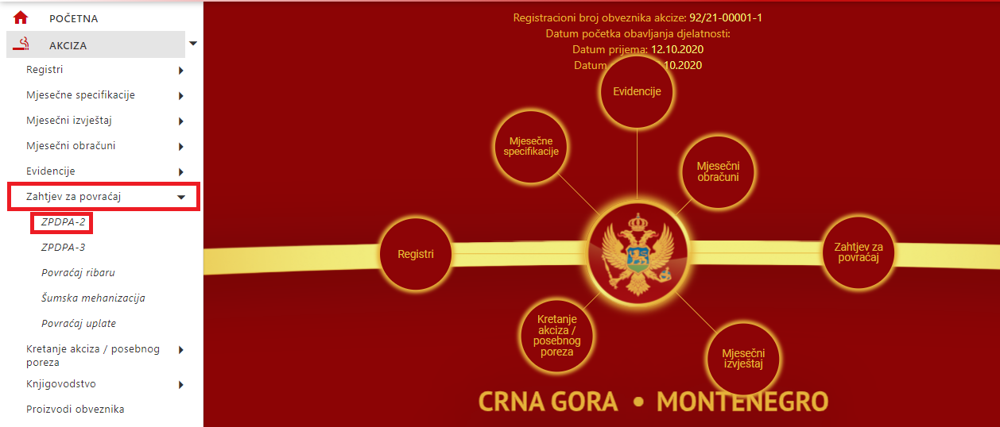 POČETNA
AKCIZA
Registri
Mjesečne specifikacije
Mjesečni izvještaj
Mjesečni obračuni
Evidencije
Zahtjev za povraćaj
ZPDPA-2
ZPDPA-3
Povraćaj ribaru
Šumska mehanizacija
Povraćaj uplate
Kretanje akciza / posebnog
poreza
Knjigovodstvo
Proizvodi obveznika
Registracioni broj obveznika akcize: 92/21-00001-1
Datum početka obavljanja djelatnosti:
Datum prijema: 12.10.2020
Datum
.10.2020
Evidencije
Mjesečne
specifikacije
Mjesečni
obračuni
Registri
Zahtjev za
povraćaj
Kretanje
akciza /
posebnog
poreza
Mjesečni
izvještaj
CRNA GORA • MONTENEGRO